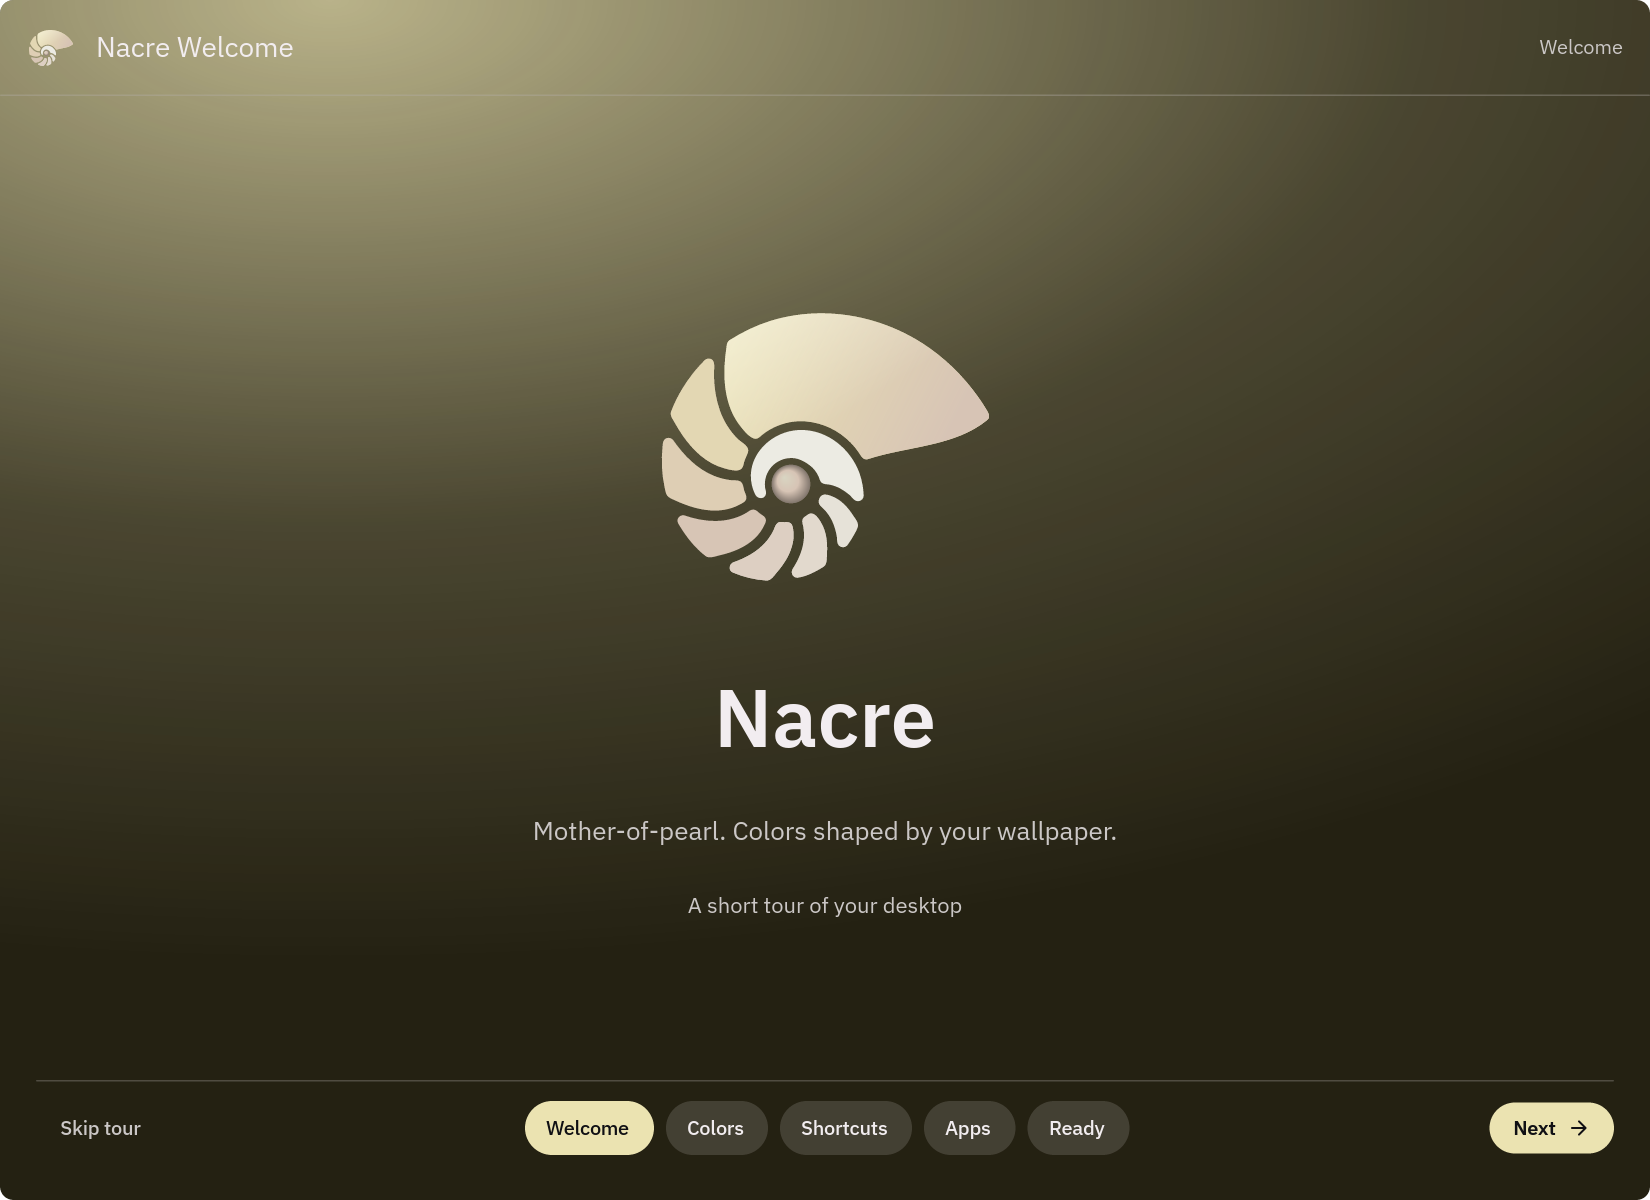 Nacre Welcome
Welcome
Nacre
Mother-of-pearl. Colors shaped by your wallpaper.
A short tour of your desktop
Skip tour
Welcome
Colors
Shortcuts
Apps
Ready
Next